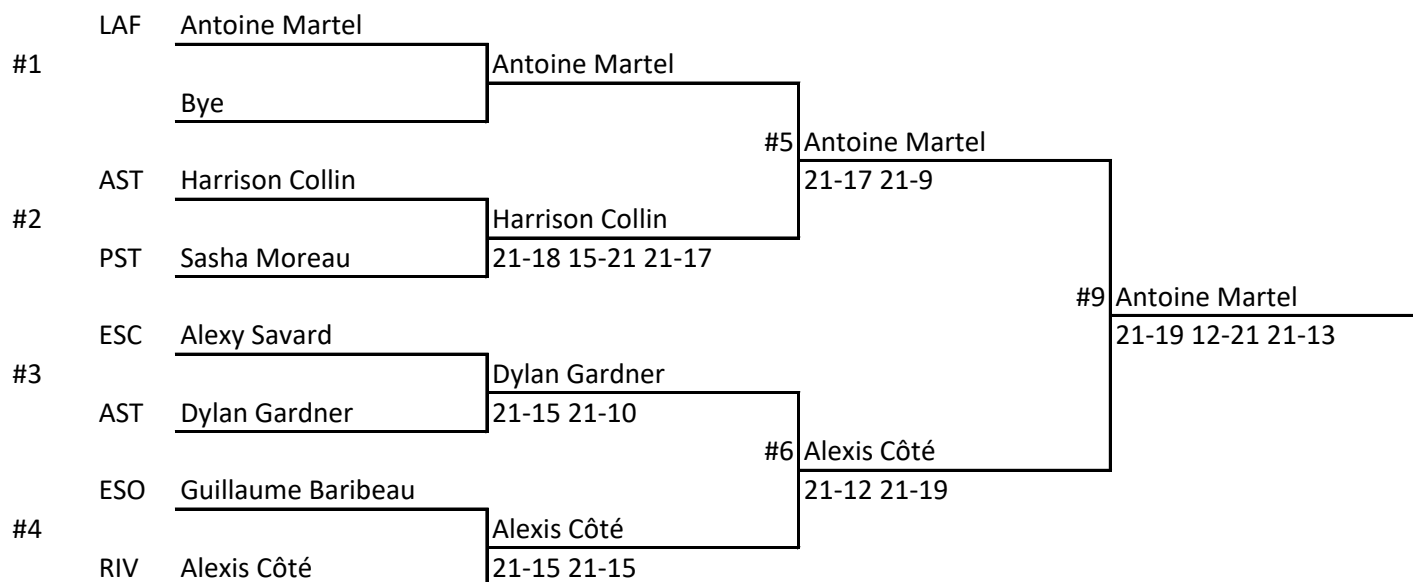 LAF Antoine Martel
#1 Antoine Martel
Bye
#5 Antoine Martel
AST Harrison Collin 21-17 21-9
#2 Harrison Collin
PST Sasha Moreau 21-18 15-21 21-17
#9 Antoine Martel
ESC Alexy Savard 21-19 12-21 21-13
#3 Dylan Gardner
AST Dylan Gardner 21-15 21-10
#6 Alexis Côté
ESO Guillaume Baribeau 21-12 21-19
#4 Alexis Côté
RIV Alexis Côté 21-15 21-15